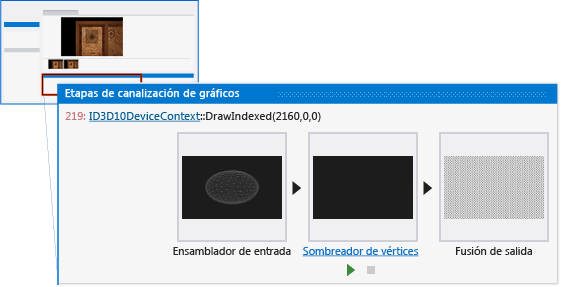 Etapas de canalización de gráficos
219: ID3D10DeviceContext::DrawIndexed(2160,0,0)
Ensamblador de entrada
Sombreador de vértices
Fusión de salida